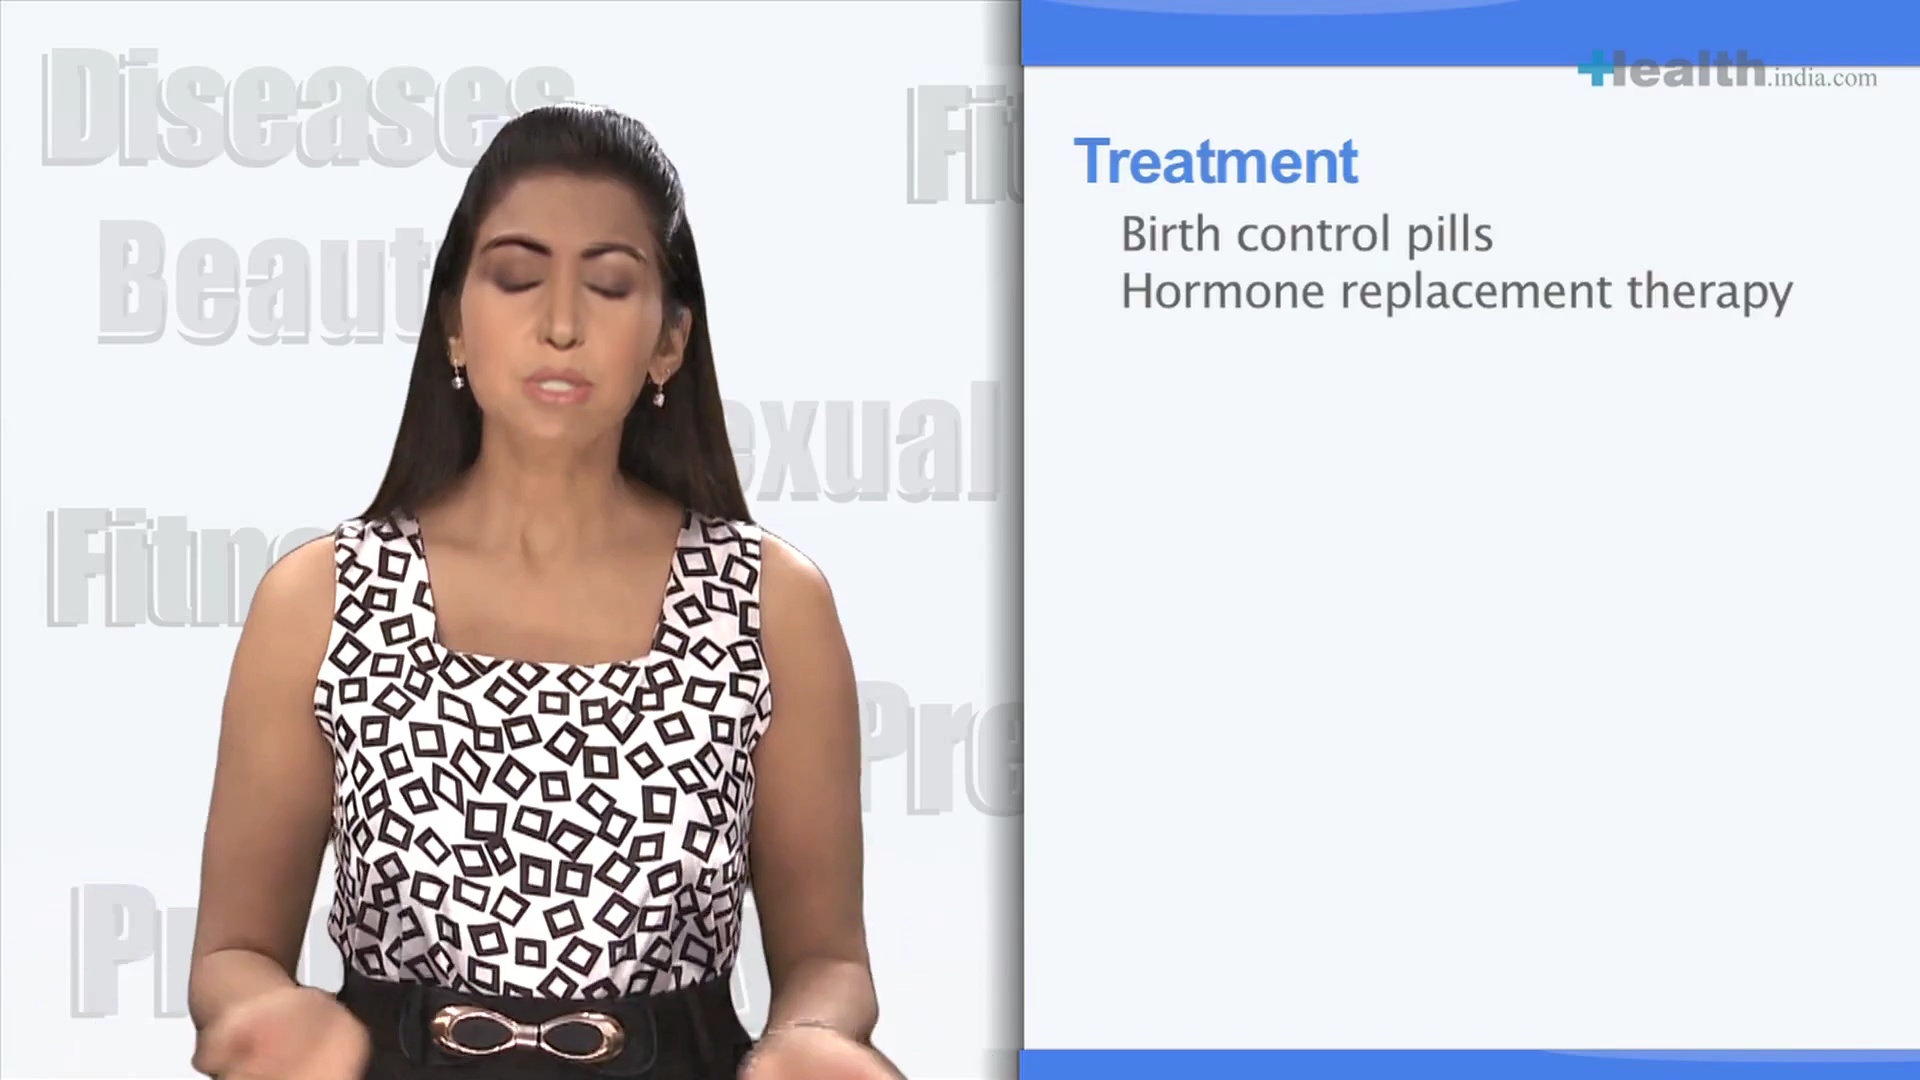 Diseases
Beaut
Fit
exual
Fitn
Pre
Pr
Health.india.com
Treatment
Birth control pills
Hormone replacement therapy